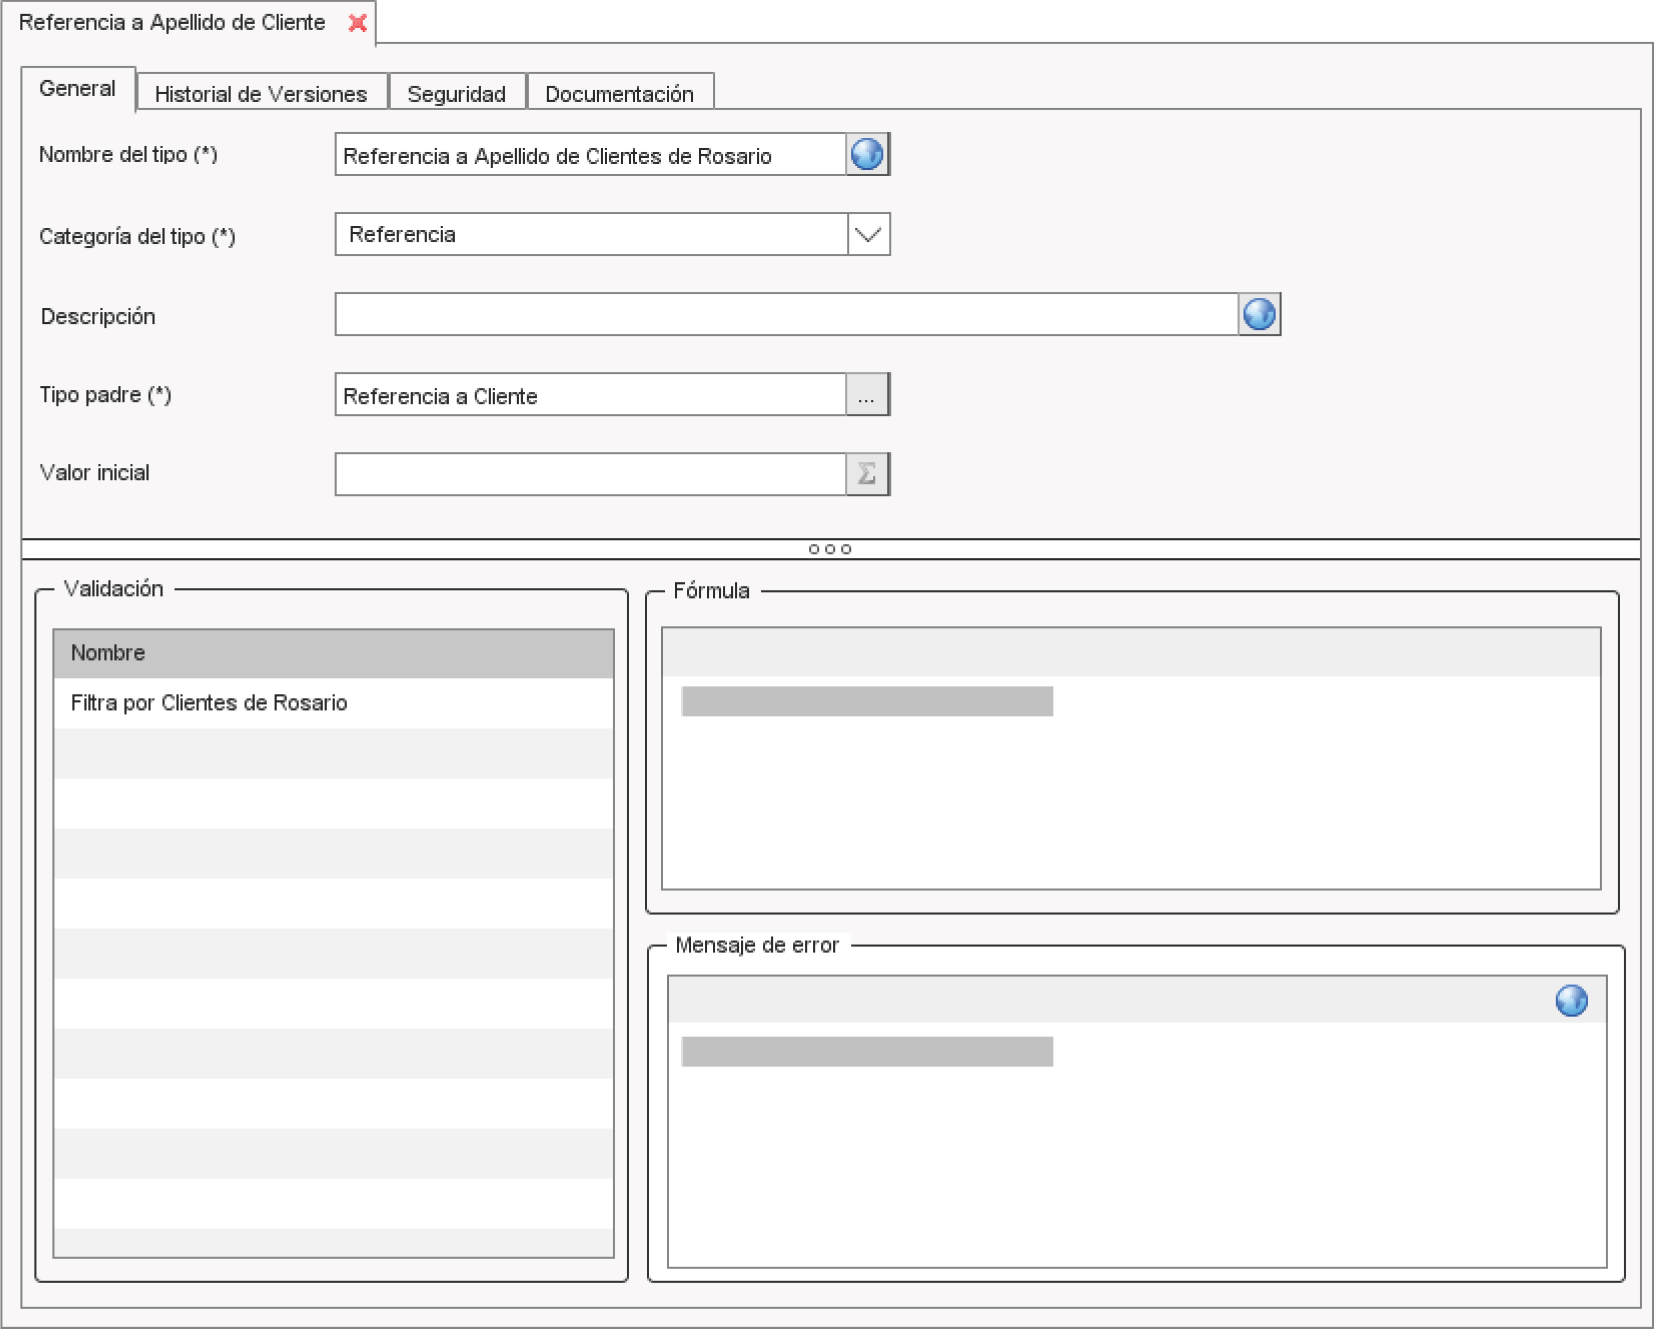 Referencia a Apellido de Cliente
General
Historial de Versiones
Seguridad
Documentación
Nombre del tipo (*)
Referencia a Apellido de Clientes de Rosario
Categoría del tipo (*)
Referencia
Descripción
Tipo padre (*)
Referencia a Cliente
...
Valor inicial
Σ
Validación
Nombre
Filtra por Clientes de Rosario
Fórmula
Mensaje de error